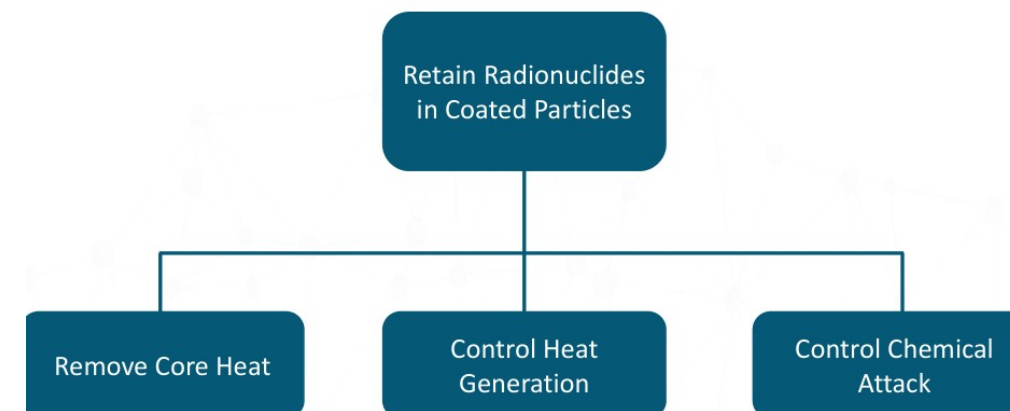 Retain Radionuclides
in Coated Particles
Remove Core Heat
Control Heat
Generation
Control Chemical
Attack